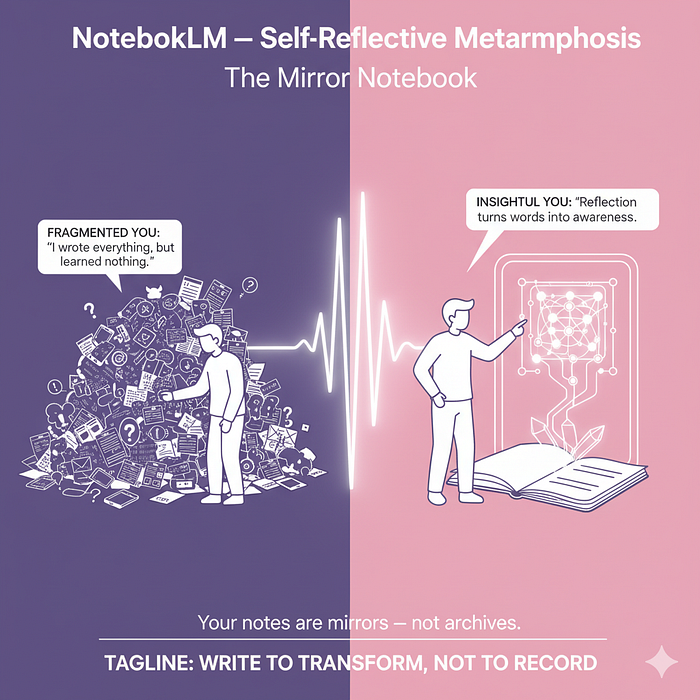 NotebokLM — Self-Reflective Metarmphosis
The Mirror Notebook
FRAGMENTED YOU:
“I wrote everything, but
learned nothing.”
INSIGHTFUL YOU: “Reflection
turns words into awareness.
Your notes are mirrors — not archives.
TAGLINE: WRITE TO TRANSFORM, NOT TO RECORD